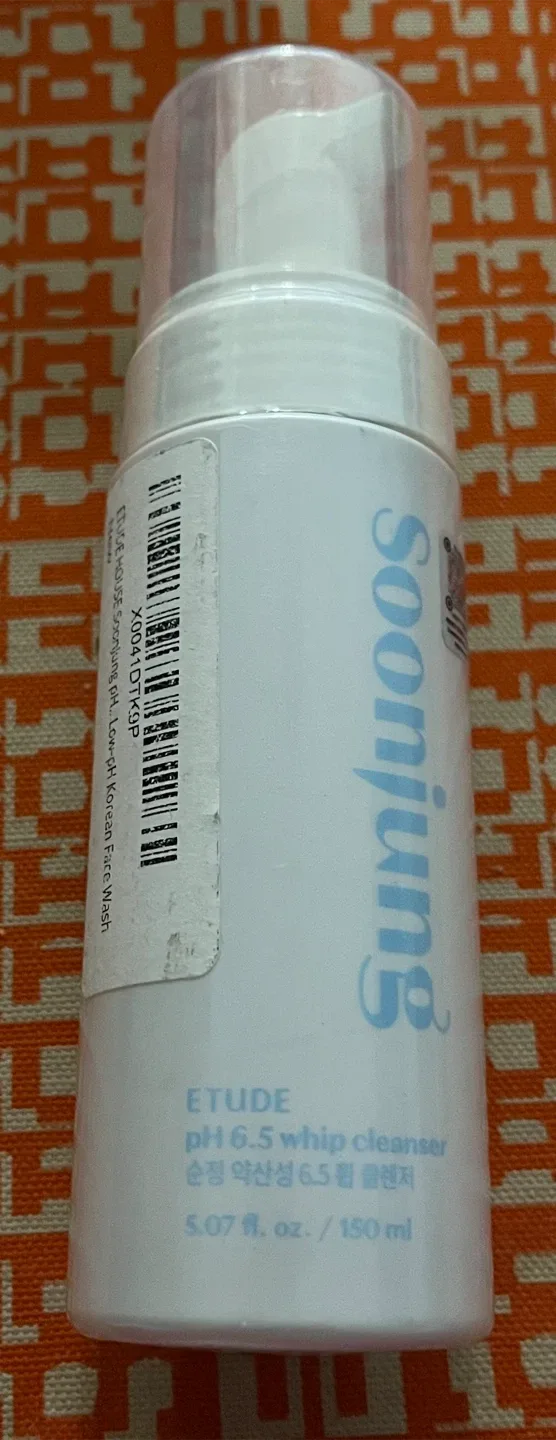 soonjung
ETUDE
pH 6.5 whip cleanser
순정 약산성 6.5 휩 클렌저
5.07 fl. oz. / 150 ml
X0041DTK9P
ETUDE HOUSE Soonjung pH...Low-pH Korean Face Wash